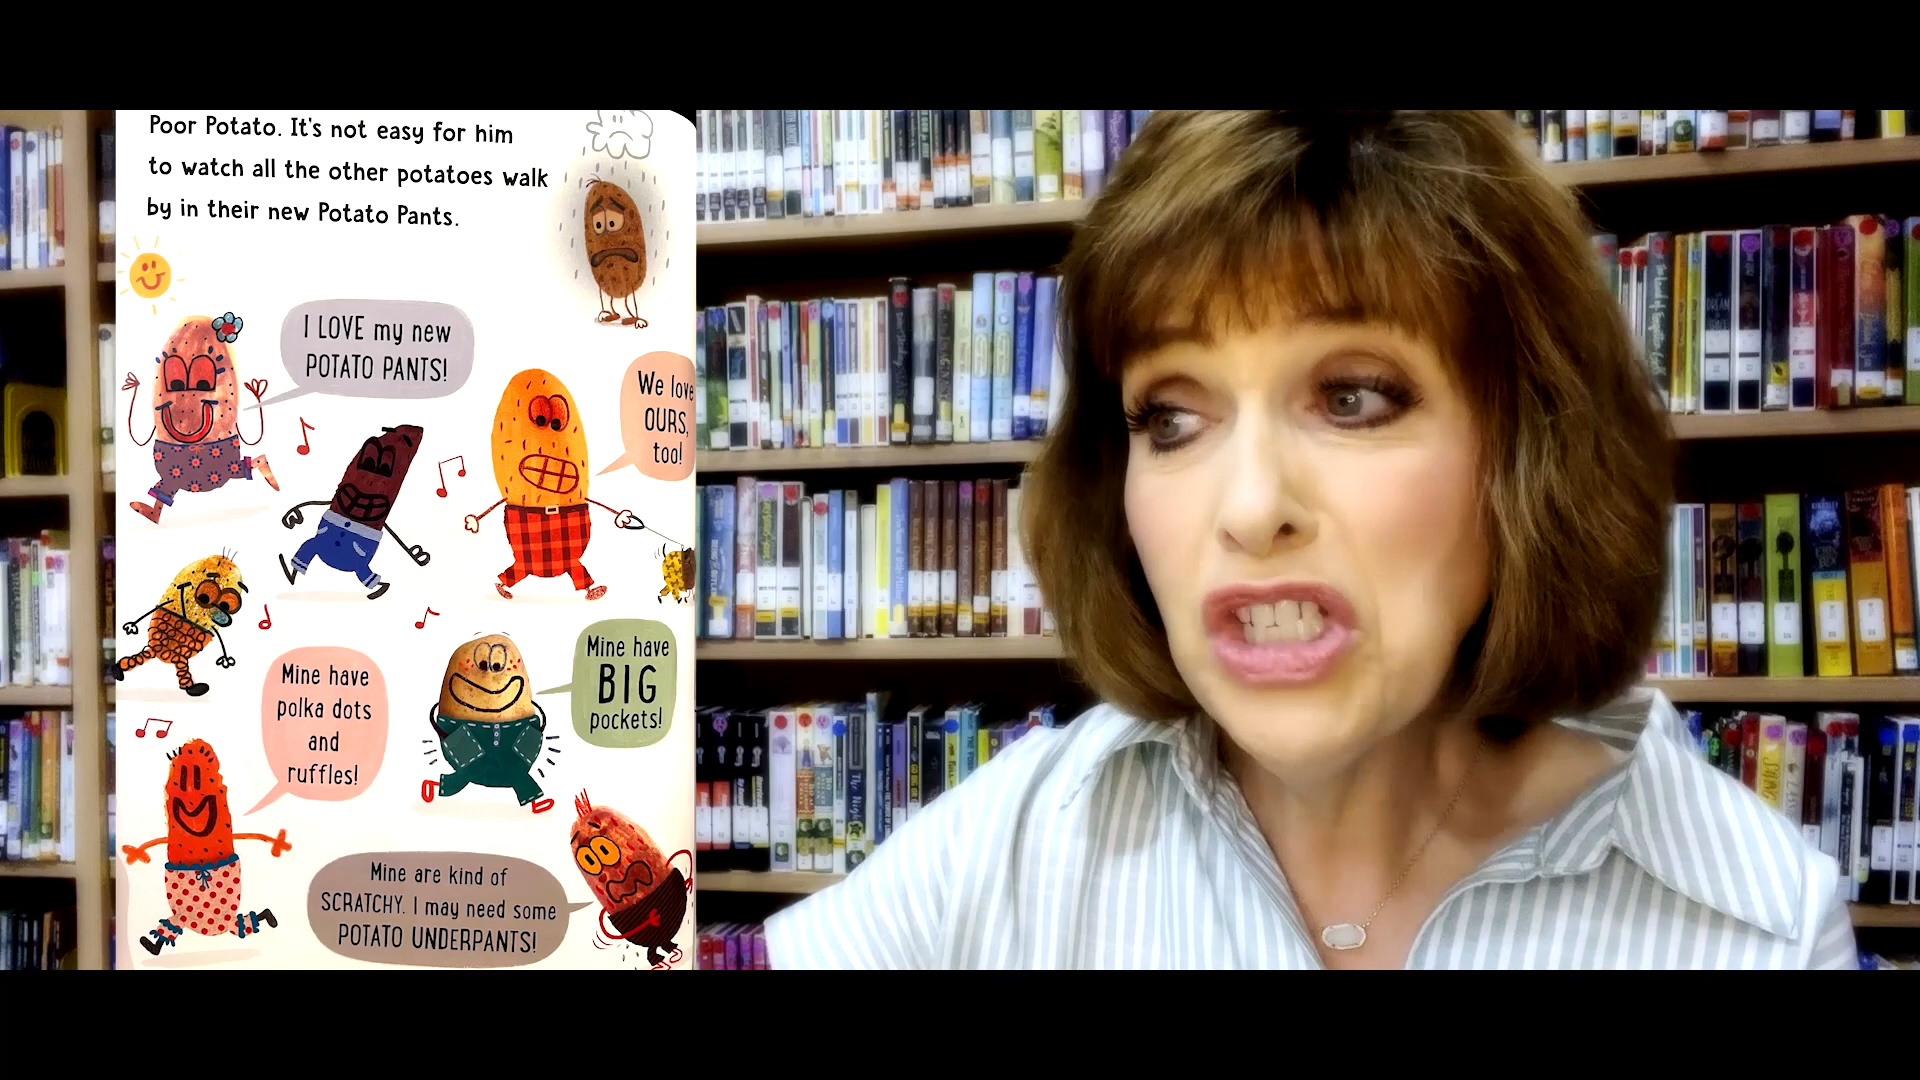 Poor Potato. It's not easy for him
to watch all the other potatoes walk
by in their new Potato Pants.
I LOVE my new
POTATO PANTS!
We love
OURS,
too!
Mine have
BIG
pockets!
Mine have
polka dots
and
ruffles!
Mine are kind of
SCRATCHY. I may need some
POTATO UNDERPANTS!